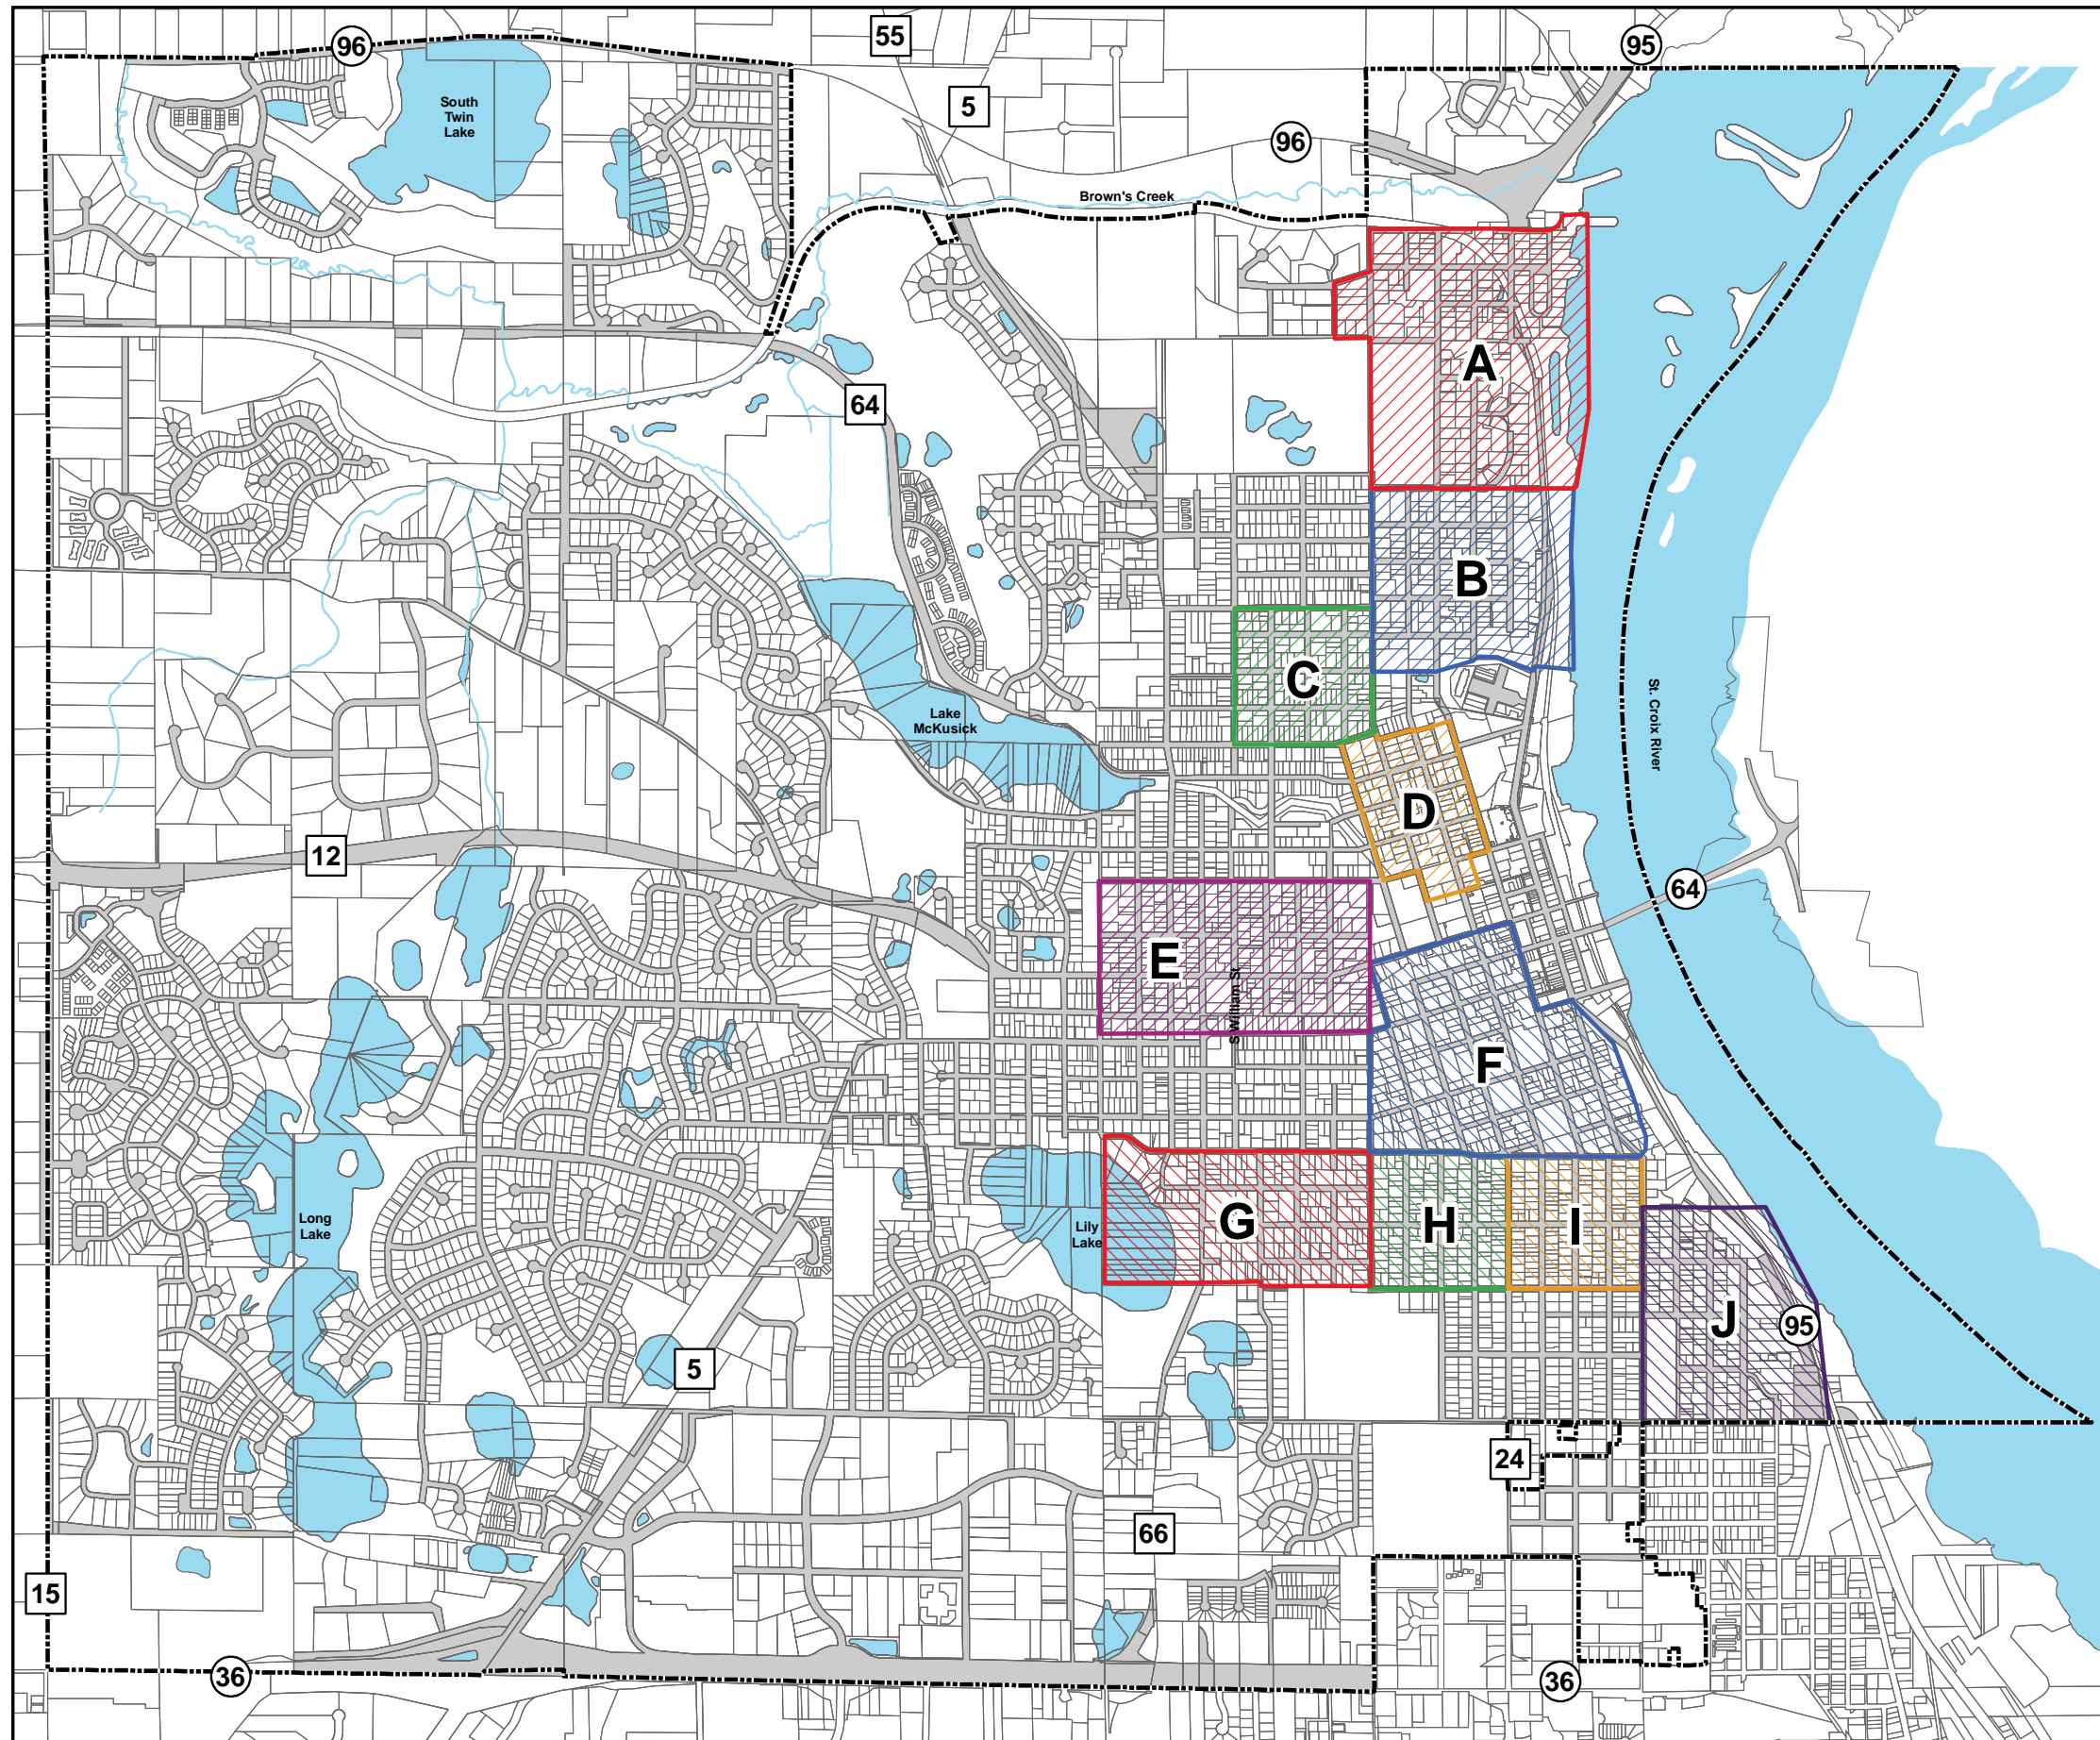 55
95
96
South
Twin
Lake
5
96
Brown's Creek
A
64
B
C
St. Croix River
Lake
McKusick
D
12
64
E
S William St
F
Long
Lake
Lily
Lake
G
H
I
J
95
5
24
66
15
36
36